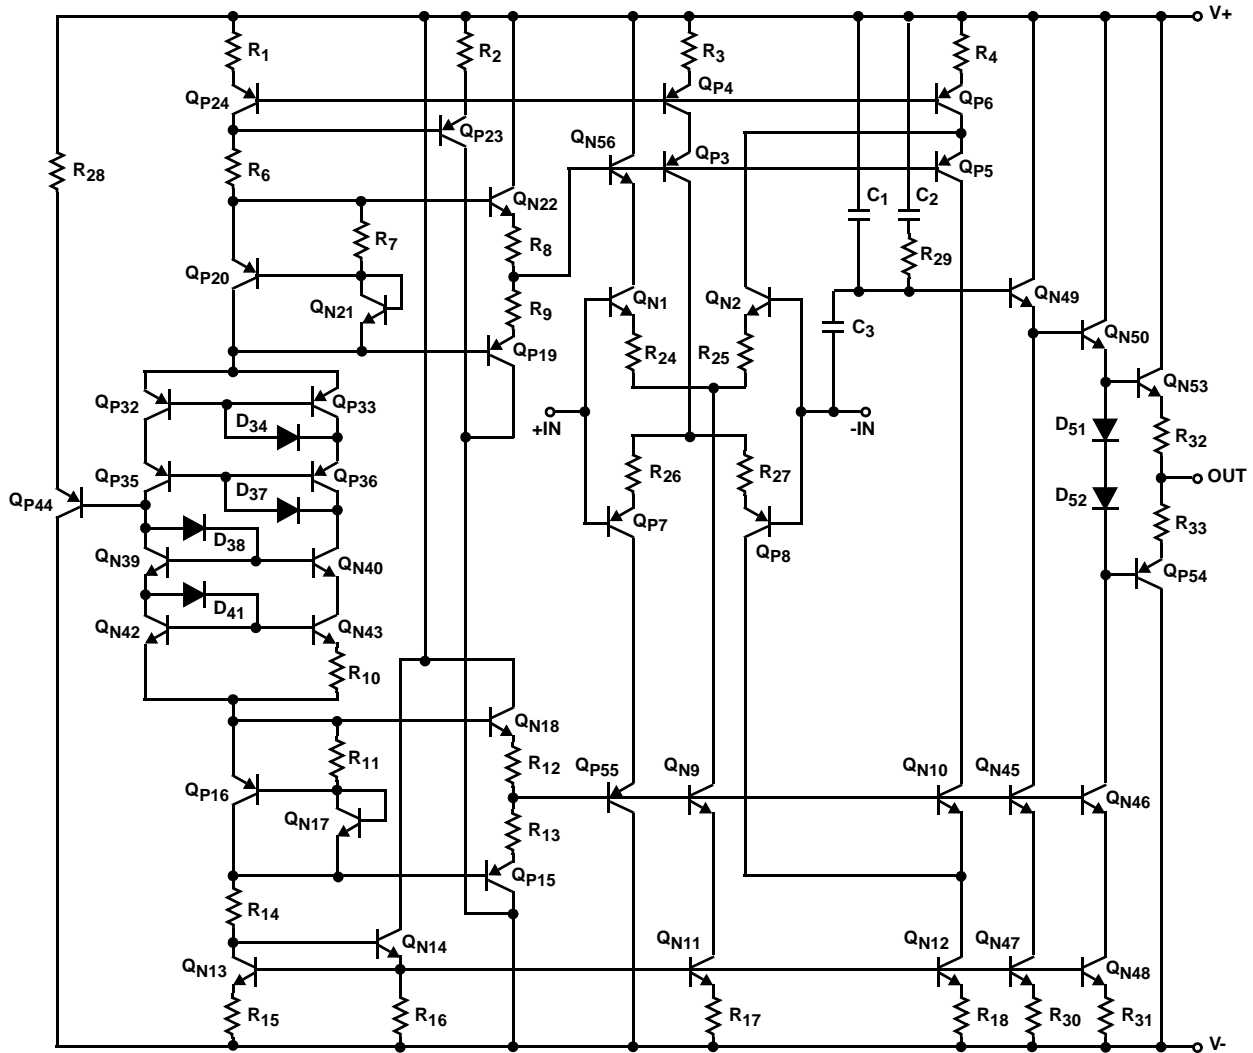 V+
R1
R2
R3
R4
QP24
QP4
QP6
QP23
QN56
QP3
QP5
R28
R6
QN22
C1
C2
R7
R8
R29
QP20
QN21
QN1
QN2
QN49
R9
C3
QN50
QP19
R24
R25
QN53
QP32
QP33
D34
+IN
-IN
D51
R32
QP35
QP36
R26
R27
OUT
D37
D52
QP44
QP7
R33
D38
QP8
QN39
QN40
QP54
D41
QN42
QN43
R10
QN18
R11
R12
QP55
QN9
QN10
QN45
QP16
QN46
QN17
R13
QP15
R14
QN14
QN11
QN12
QN47
QN13
QN48
R15
R16
R17
R18
R30
R31
V-